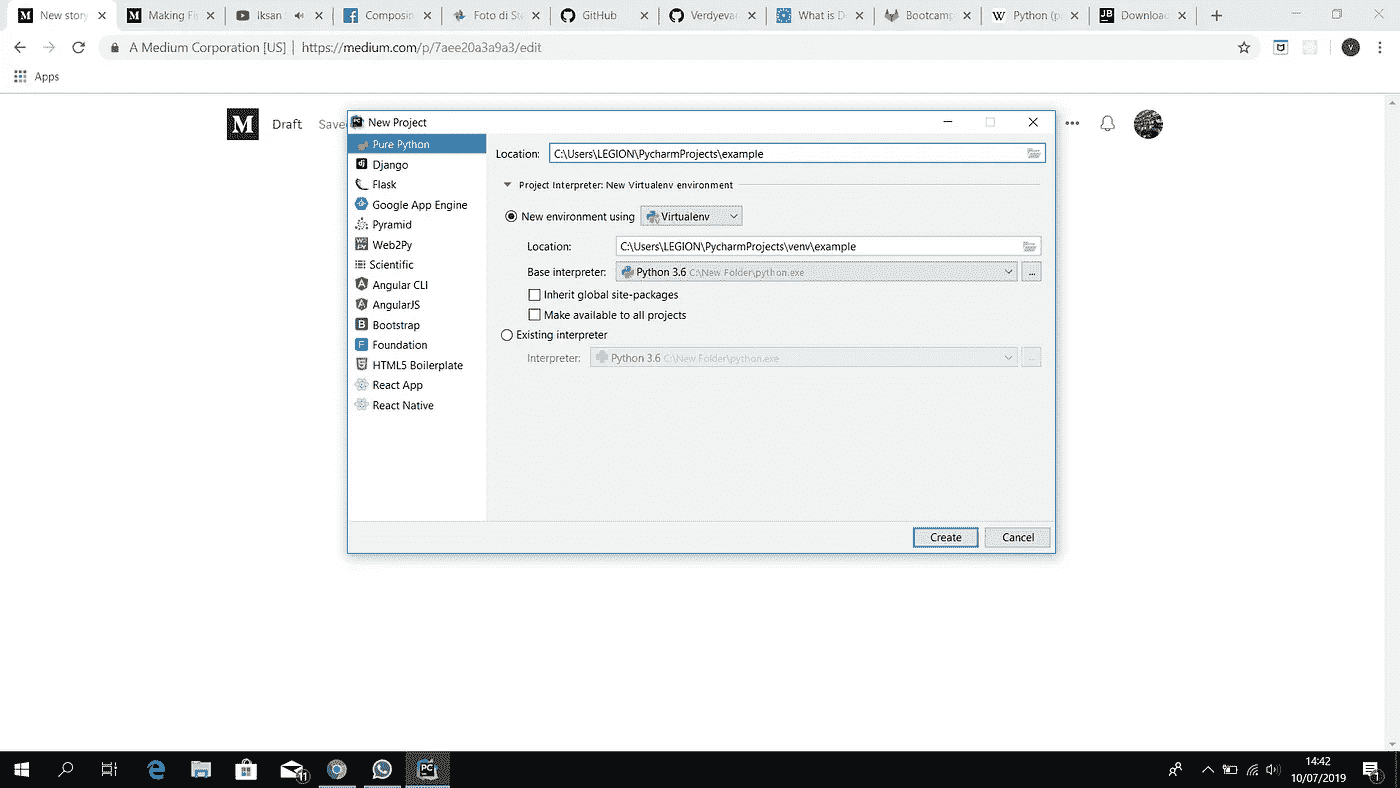 New story
Making Fi
Iksan
Composin
Foto di Ste
GitHub
Verdyevae
What is D
Bootcamp
Python (p
Download
A Medium Corporation [US] | https://medium.com/p/7aee20a3a9a3/edit
Apps
M Draft Saved
New Project
Pure Python
Django
Flask
Google App Engine
Pyramid
Web2Py
Scientific
Angular CLI
AngularJS
Bootstrap
Foundation
HTML5 Boilerplate
React App
React Native
Location: C:\Users\LEGION\PycharmProjects\example
Project Interpreter: New Virtualenv environment
New environment using Virtualenv
Location: C:\Users\LEGION\PycharmProjects\venv\example
Base interpreter: Python 3.6 C:\New Folder\python.exe ...
Inherit global site-packages
Make available to all projects
Existing interpreter
Interpreter: Python 3.6 C:\New Folder\python.exe ...
Create Cancel
11
14:42
10/07/2019
1